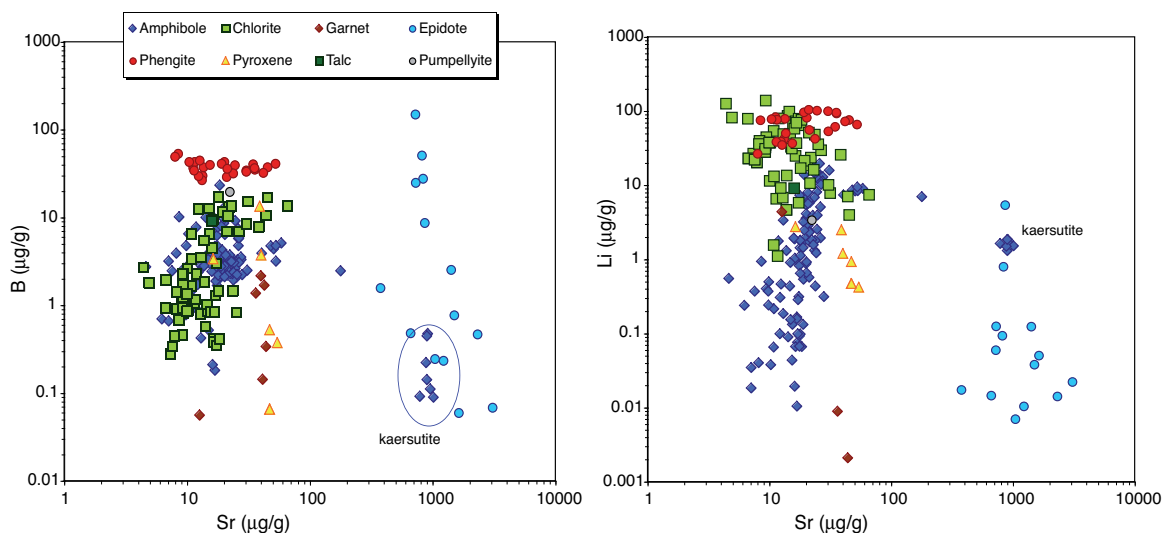 Amphibole Chlorite Garnet Epidote
Phengite Pyroxene Talc Pumpellyite
1000
100
10
1
0.1
0.01
B (µg/g)
kaersutite
1 10 100 1000 10000
Sr (µg/g)
1000
100
10
1
0.1
0.01
0.001
Li (µg/g)
kaersutite
1 10 100 1000 10000
Sr (µg/g)